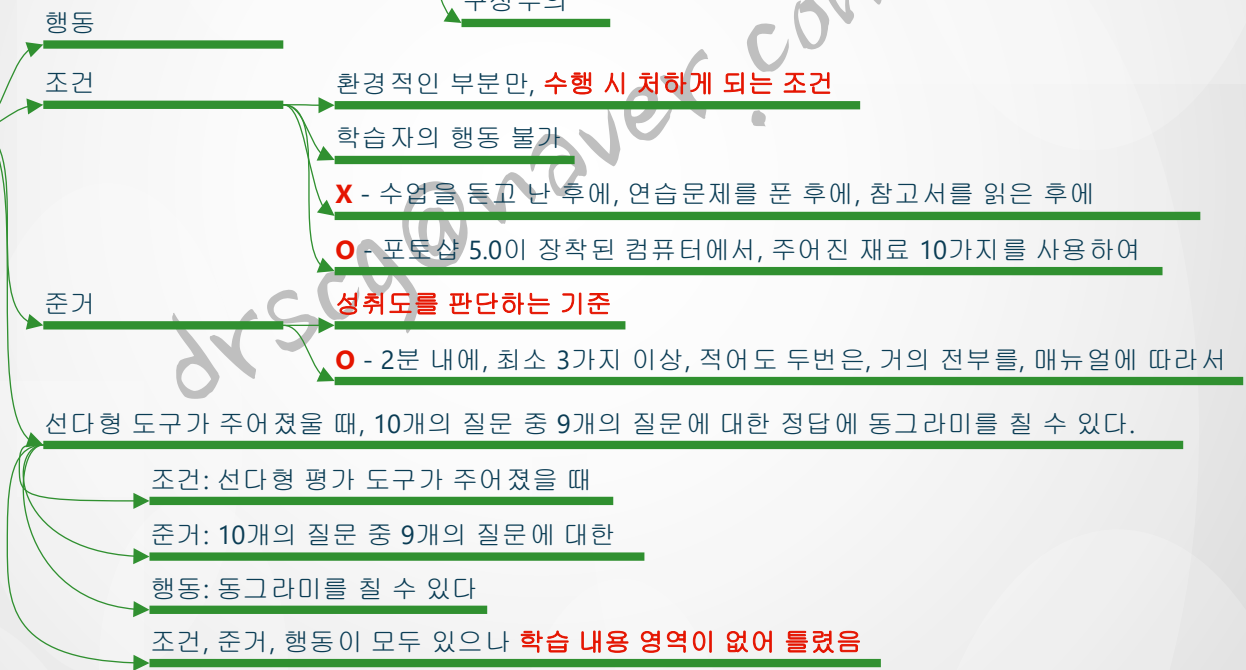 구성주의
행동
조건
환경적인 부분만, 수행 시 처하게 되는 조건
학습자의 행동 불가
X - 수업을 듣고 난 후에, 연습문제를 푼 후에, 참고서를 읽은 후에
O - 포토샵 5.0이 장착된 컴퓨터에서, 주어진 재료 10가지를 사용하여
준거
성취도를 판단하는 기준
O - 2분 내에, 최소 3가지 이상, 적어도 두번은, 거의 전부를, 매뉴얼에 따라서
선다형 도구가 주어졌울 때, 10개의 질문 중 9개의 질문에 대한 정답에 동그라미를 칠 수 있다.
조건: 선다형 평가 도구가 주어졌을 때
준거: 10개의 질문 중 9개의 질문에 대한
행동: 동그라미를 칠 수 있다
조건, 준거, 행동이 모두 있으나 학습 내용 영역이 없어 틀렸음
drscg@naver.com